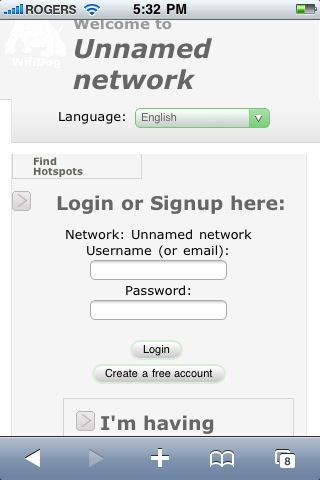 ROGERS 5:32 PM
Welcome to
Unnamed
network
WifiDog
Language: English
Find
Hotspots
Login or Signup here:
Network: Unnamed network
Username (or email):
Password:
Login
Create a free account
I'm having
8